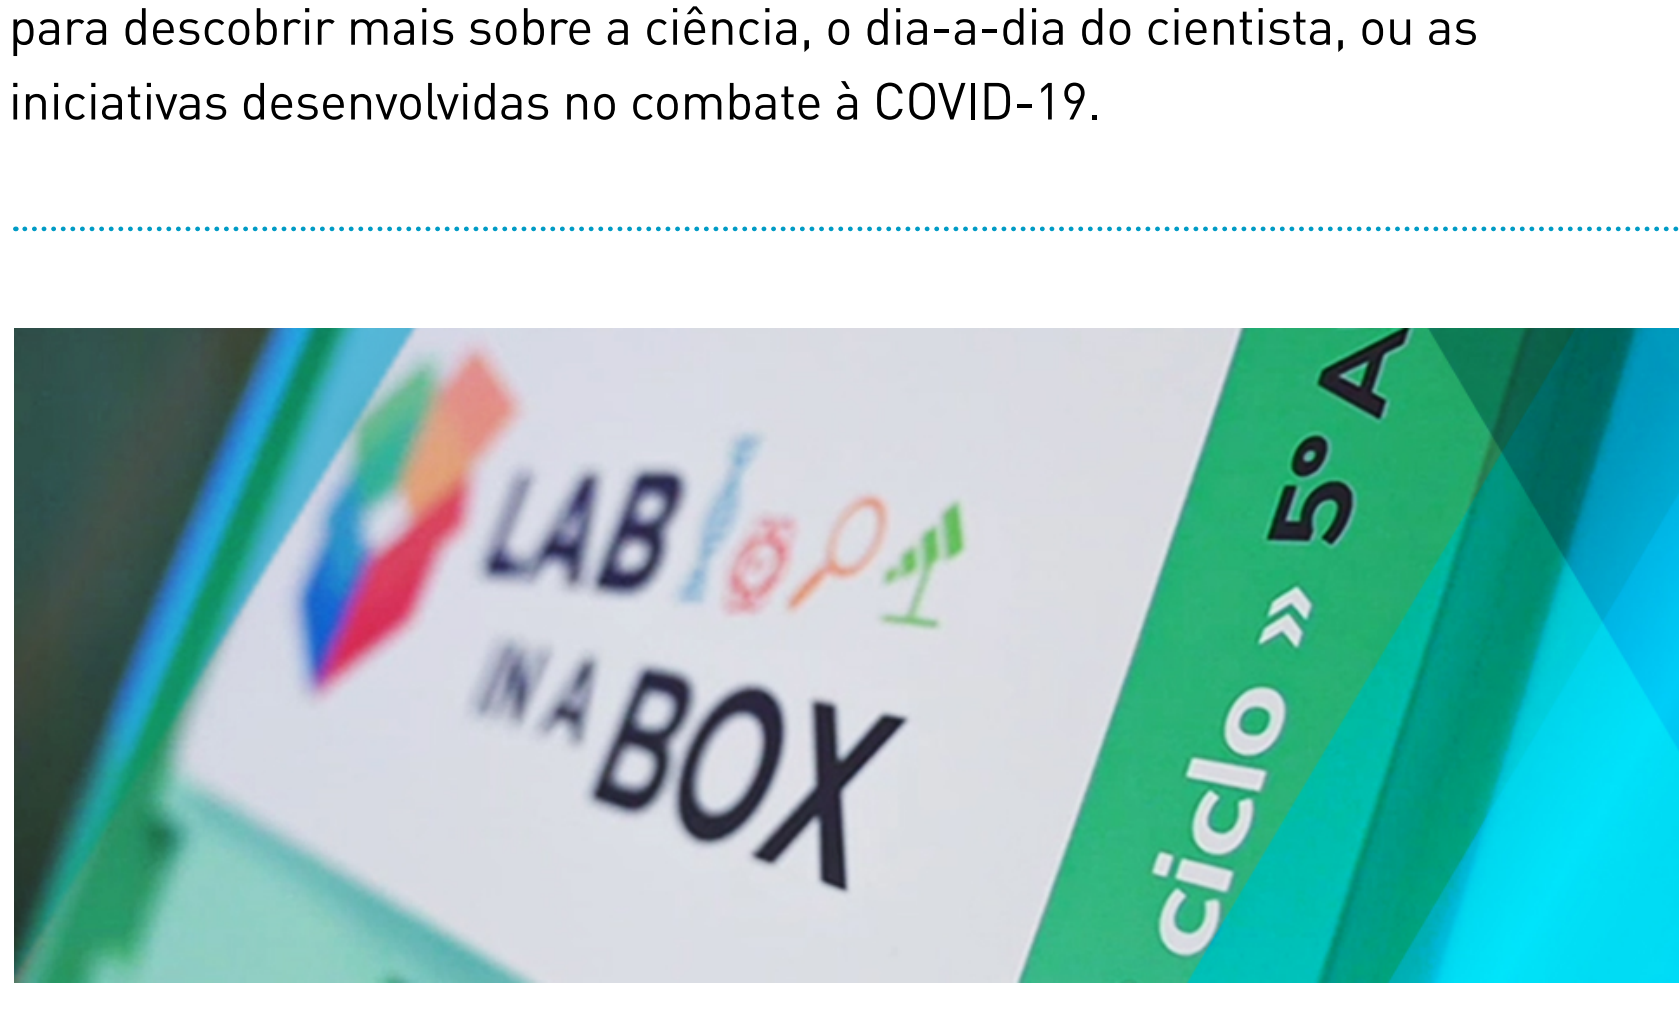 para descobrir mais sobre a ciência, o dia-a-dia do cientista, ou as
iniciativas desenvolvidas no combate à COVID-19.
LAB
IN A BOX
ciclo » 5º A